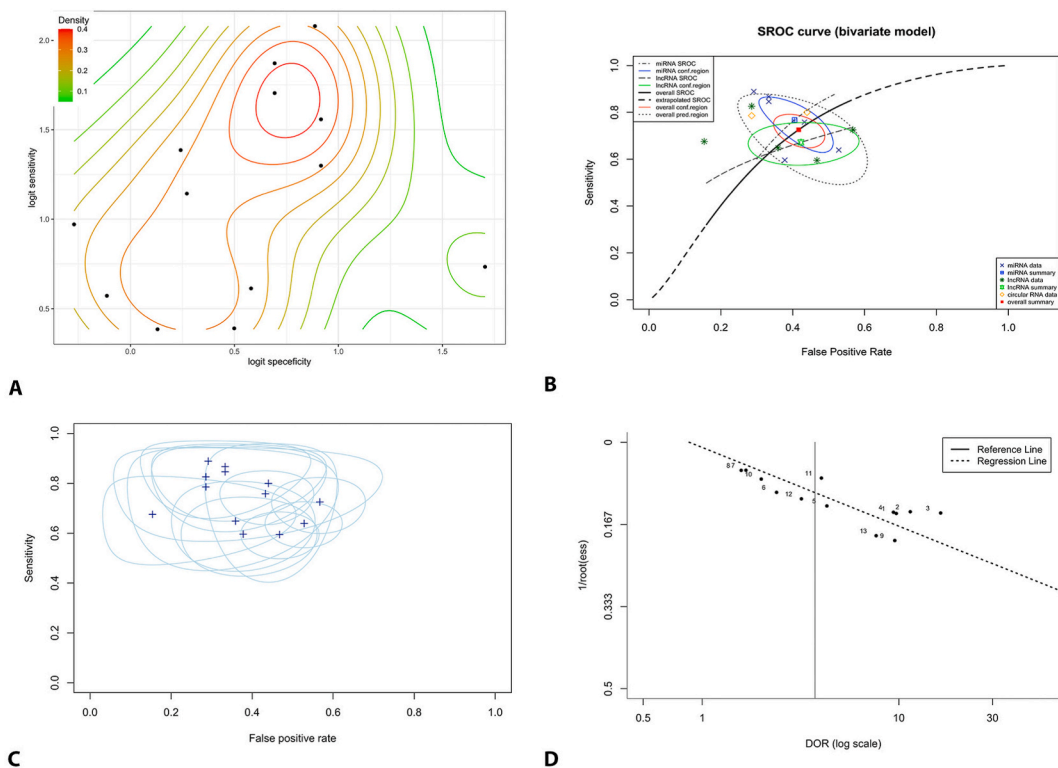 Density
0.4
0.3
0.2
0.1
2.0
1.5
1.0
0.5
logit sensitivity
0.0
0.5
1.0
1.5
logit speceficity
A
SROC curve (bivariate model)
miRNA SROC
miRNA conf.region
lncRNA SROC
lncRNA conf.region
overall SROC
extrapolated SROC
overall conf.region
overall pred.region
1.0
0.8
0.6
0.4
0.2
0.0
Sensitivity
miRNA data
miRNA summary
lncRNA data
lncRNA summary
circular RNA data
overall summary
0.0
0.2
0.4
0.6
0.8
1.0
False Positive Rate
B
1.0
0.8
0.6
0.4
0.2
0.0
Sensitivity
0.0
0.2
0.4
0.6
0.8
1.0
False positive rate
C
0
0.167
0.333
0.5
1/root(ess)
Reference Line
Regression Line
11
87
10
6
12
5
41
2
3
13
9
0.5
1
10
30
DOR (log scale)
D